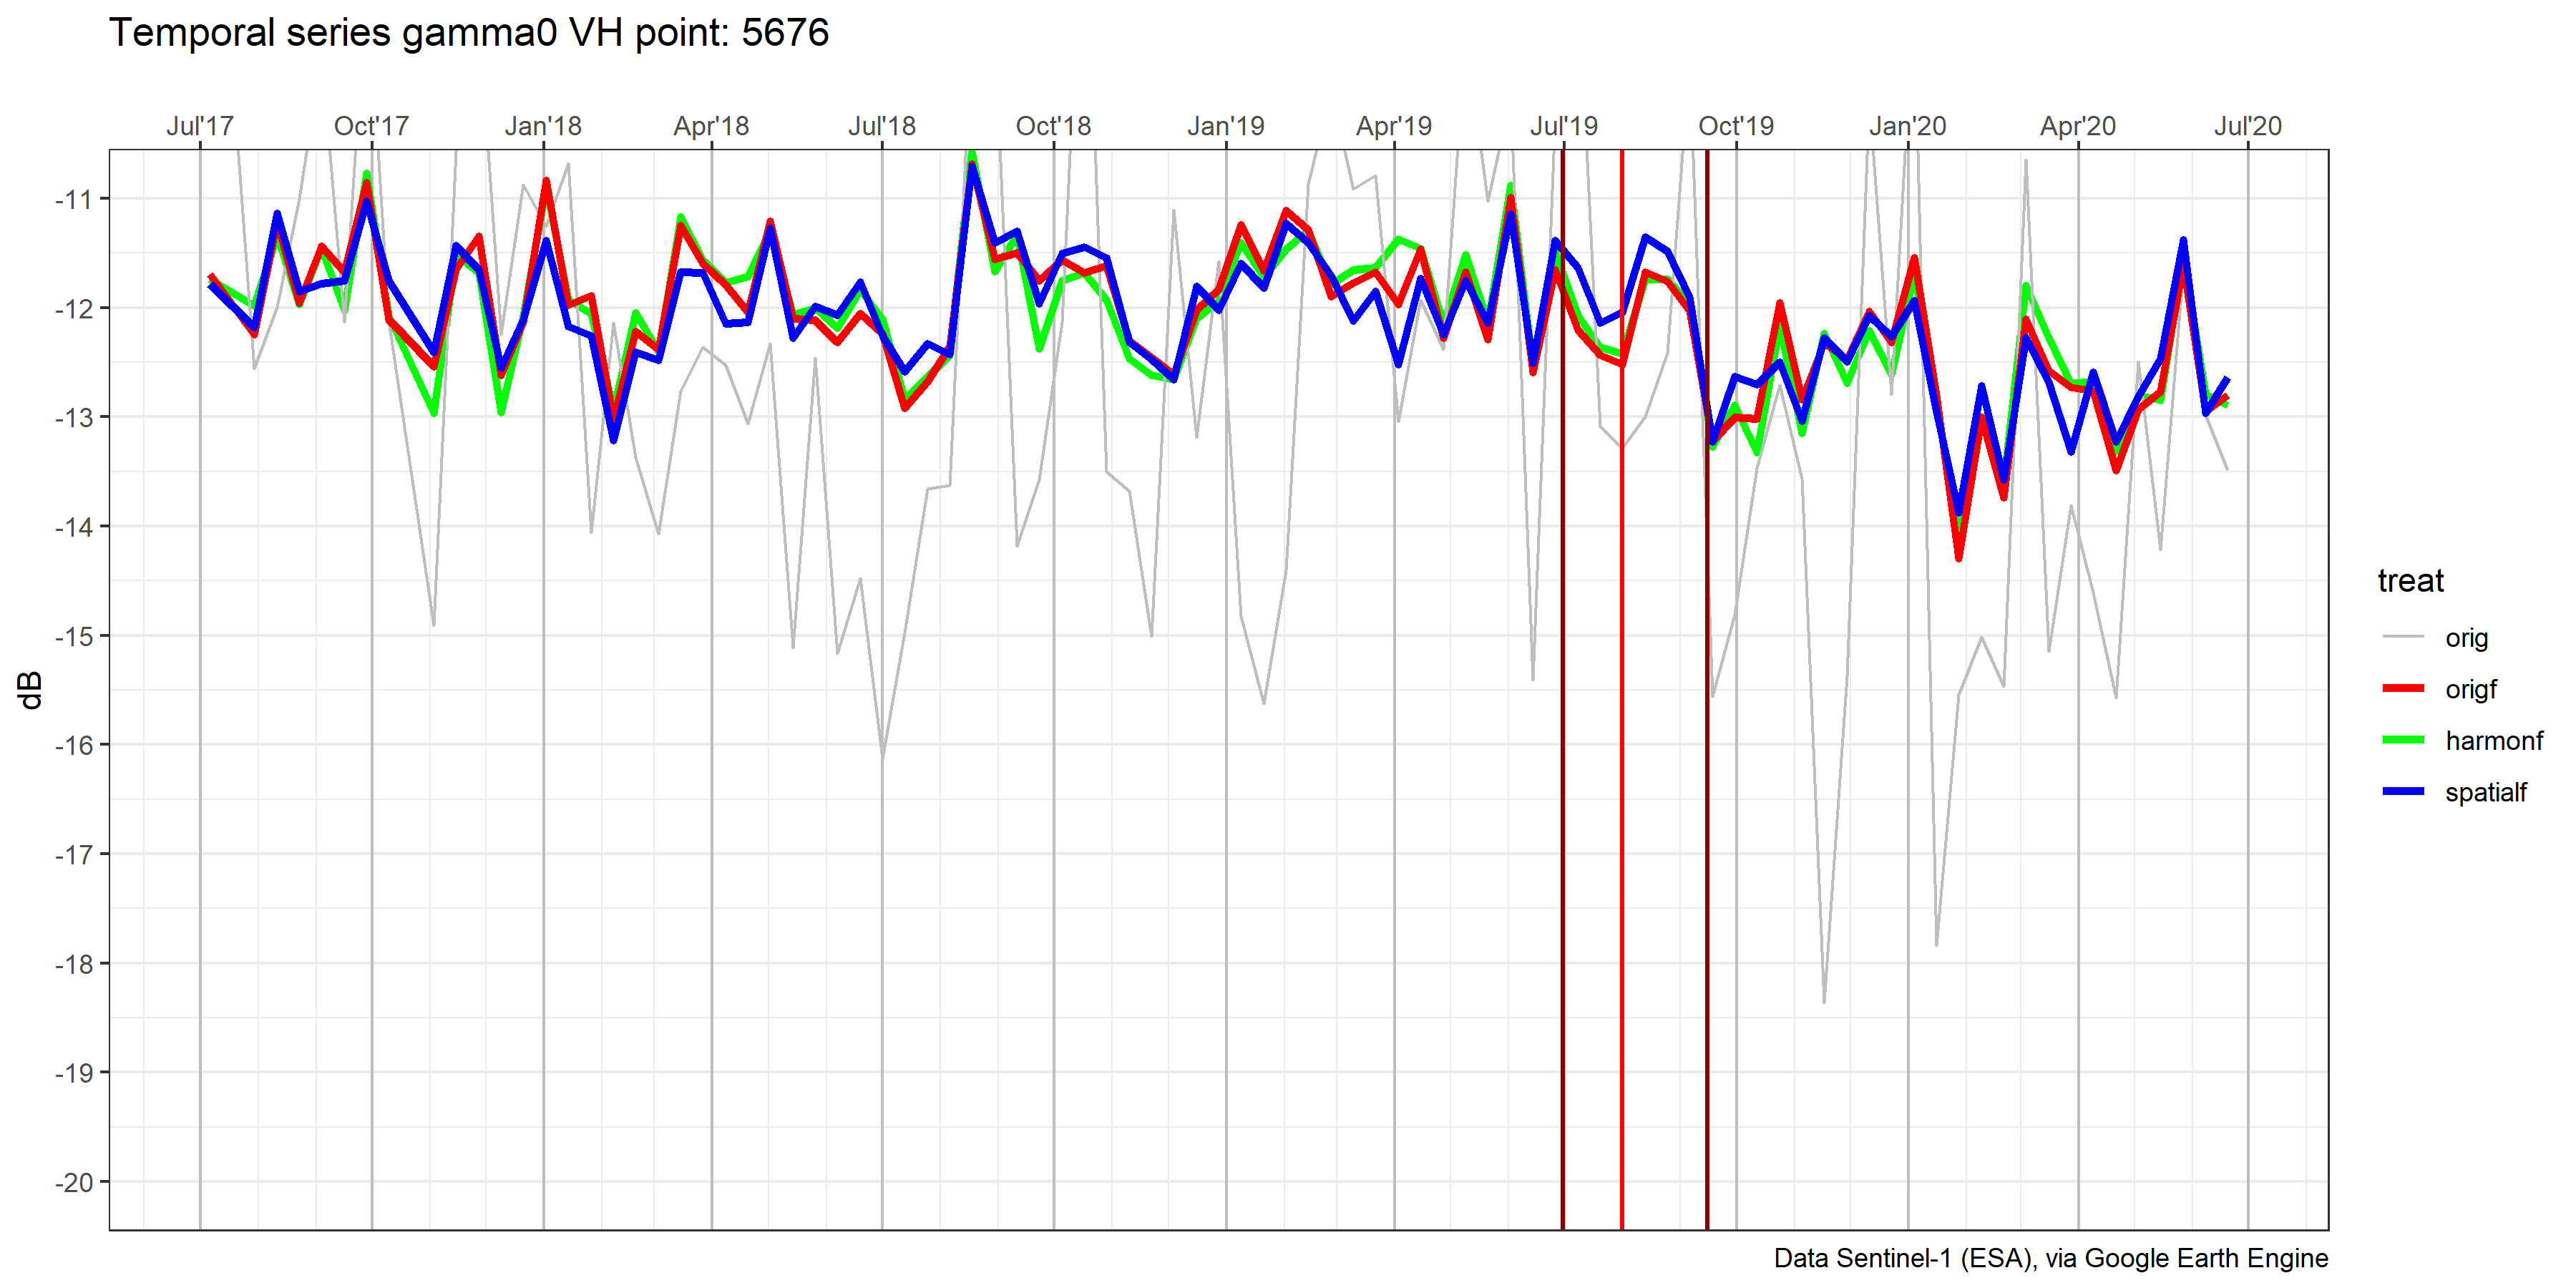 Temporal series gamma0 VH point: 5676
Jul'17 Oct'17 Jan'18 Apr'18 Jul'18 Oct'18 Jan'19 Apr'19 Jul'19 Oct'19 Jan'20 Apr'20 Jul'20
-11
-12
-13
-14
-15
-16
-17
-18
-19
-20
dB
treat
orig
origf
harmonf
spatialf
Data Sentinel-1 (ESA), via Google Earth Engine